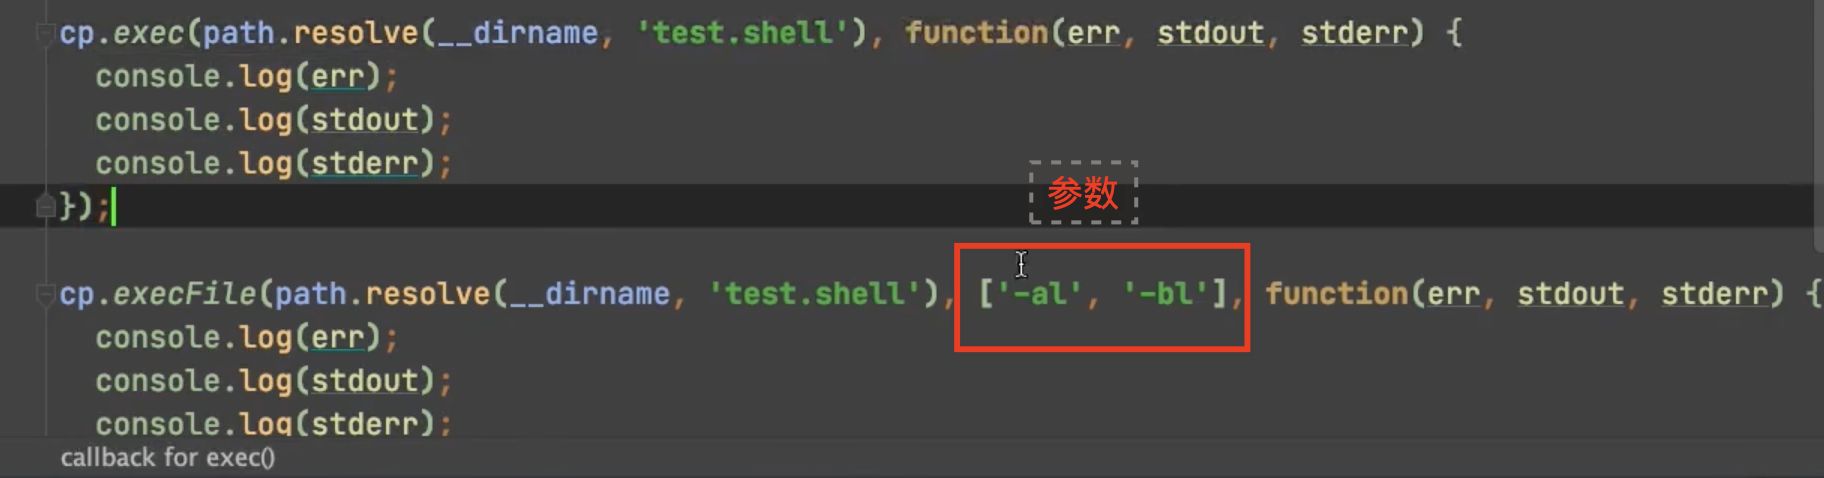 cp.exec(path.resolve(__dirname, 'test.shell'), function(err, stdout, stderr) {
console.log(err);
console.log(stdout);
console.log(stderr);
});
参数
cp.execFile(path.resolve(__dirname, 'test.shell'), ['-al', '-bl'], function(err, stdout, stderr) {
console.log(err);
console.log(stdout);
console.log(stderr);
callback for exec()